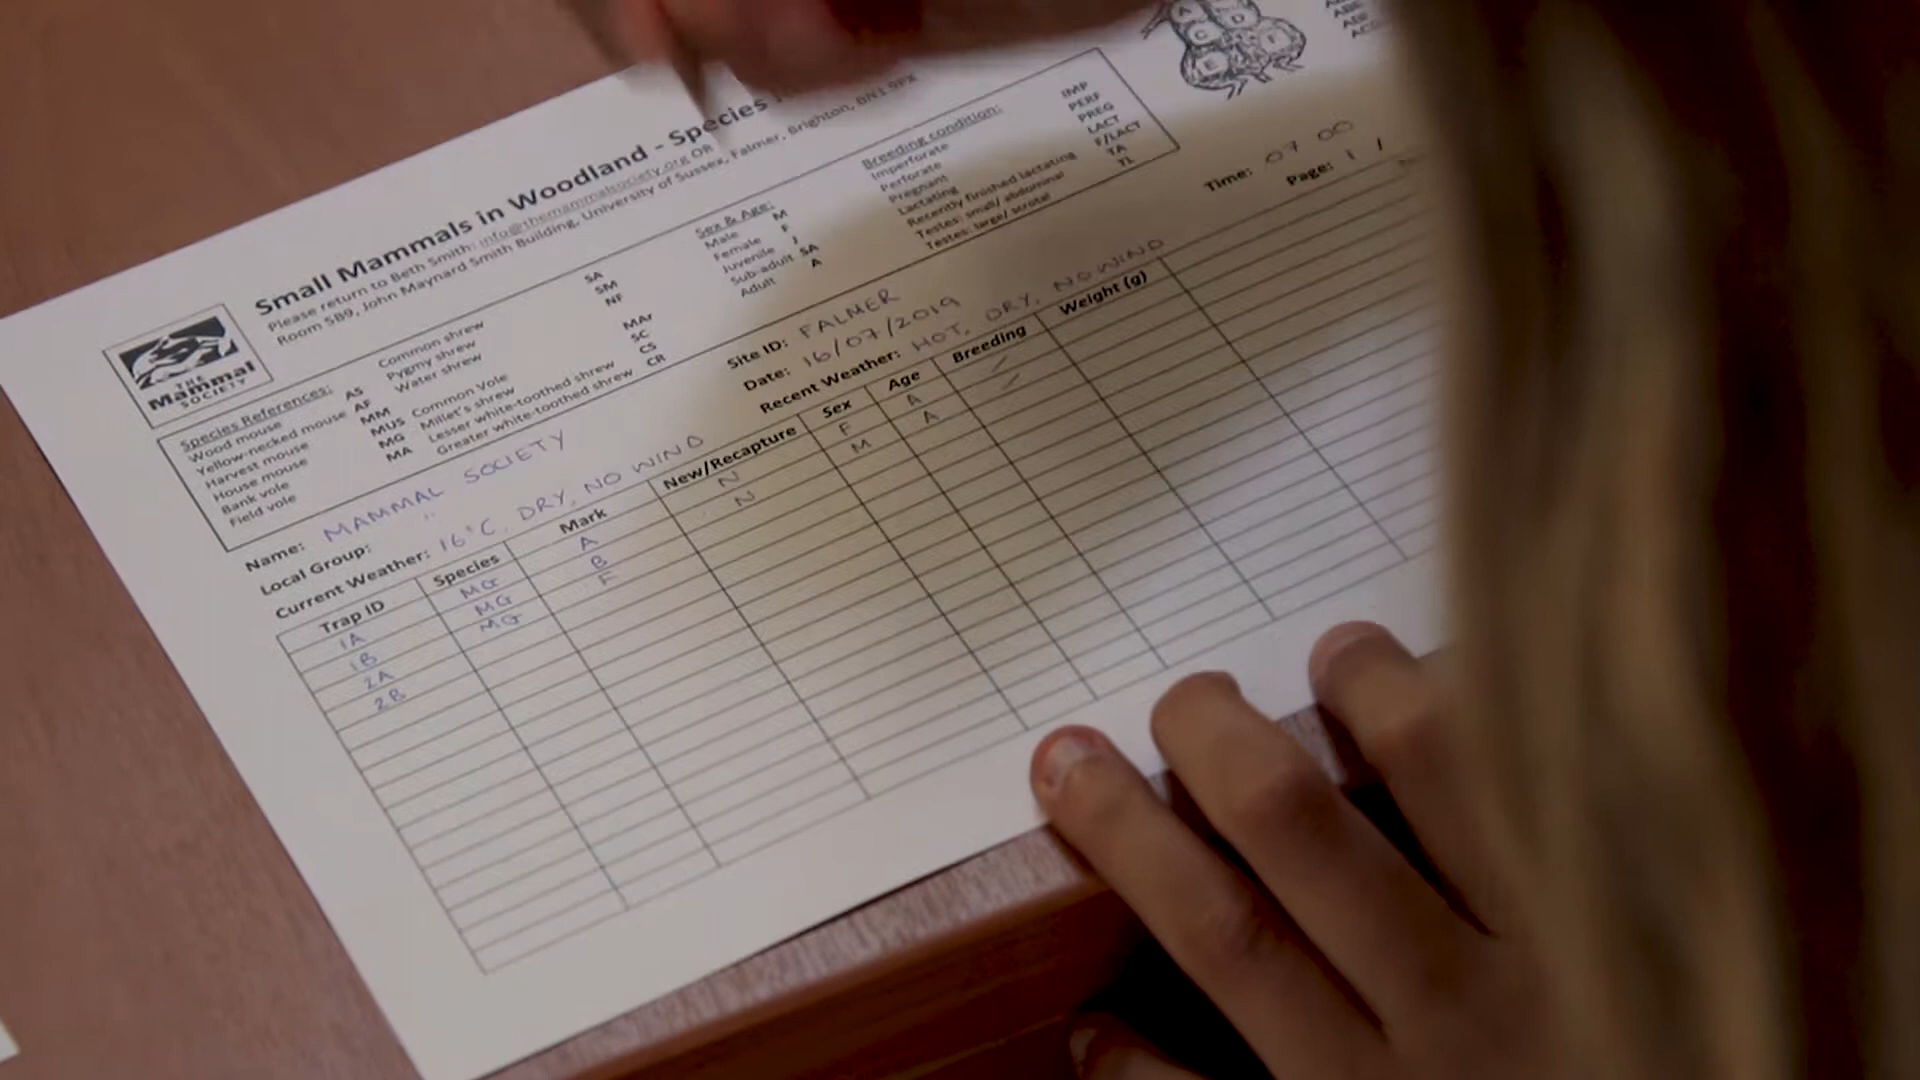 Small Mammals in Woodland - Species
Please return to Beth Smith: info@themammalsociety.org OR
Room 5B9, John Maynard Smith Building, University of Sussex, Falmer, Brighton, BN1 9PX
THE
Mammal
SOCIETY
Species References:
Wood mouse AS
Yellow-necked mouse AF
Harvest mouse MM
House mouse MUS
Bank vole MG
Field vole MA
Common shrew SA
Pygmy shrew SM
Water shrew NF
Common Vole MAr
Millet's shrew SC
Lesser white-toothed shrew CS
Greater white-toothed shrew CR
Sex & Age:
Male M
Female F
Juvenile J
Sub-adult SA
Adult A
Breeding condition:
Imperforate IMP
Perforate PERF
Pregnant PREG
Lactating LACT
Recently finished lactating F/LACT
Testes: small/ abdominal TA
Testes: large/ scrotal TL
A D
C F
E
Name: MAMMAL SOCIETY
Local Group: "
Current Weather: 16°C, DRY, NO WIND
Site ID: FALMER
Date: 16/07/2019
Recent Weather: HOT, DRY, NO WIND
Time: 07 00
Page: 1 /
Trap ID Species Mark New/Recapture Sex Age Breeding Weight (g)
1A MG A N F A /
1B MG B N M A /
2A MG F
2B